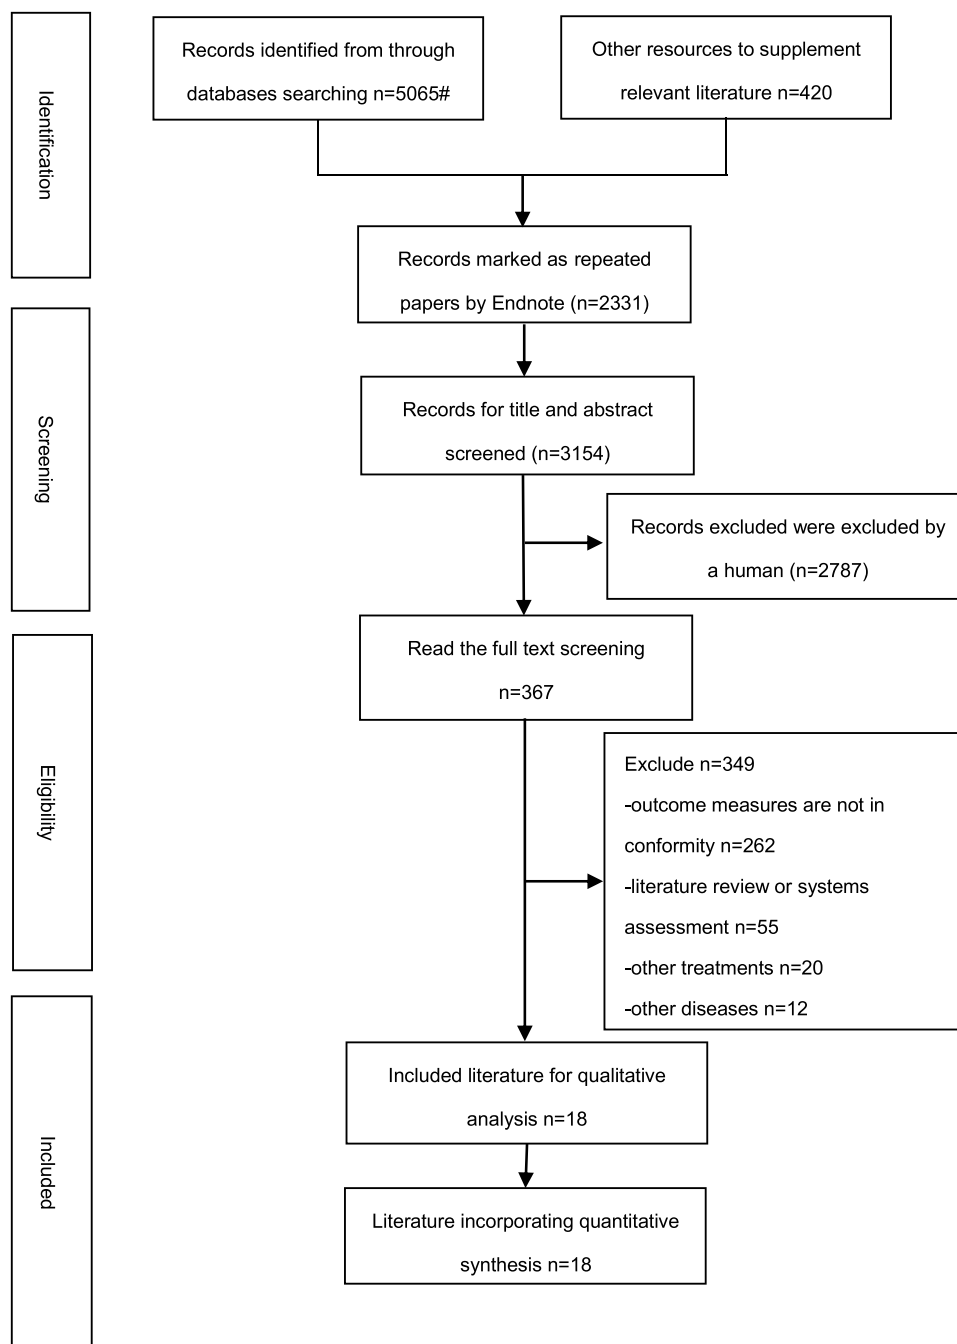 Identification
Records identified from through
databases searching n=5065#
Other resources to supplement
relevant literature n=420
Records marked as repeated
papers by Endnote (n=2331)
Screening
Records for title and abstract
screened (n=3154)
Records excluded were excluded by
a human (n=2787)
Eligibility
Read the full text screening
n=367
Exclude n=349
-outcome measures are not in
conformity n=262
-literature review or systems
assessment n=55
-other treatments n=20
-other diseases n=12
Included
Included literature for qualitative
analysis n=18
Literature incorporating quantitative
synthesis n=18